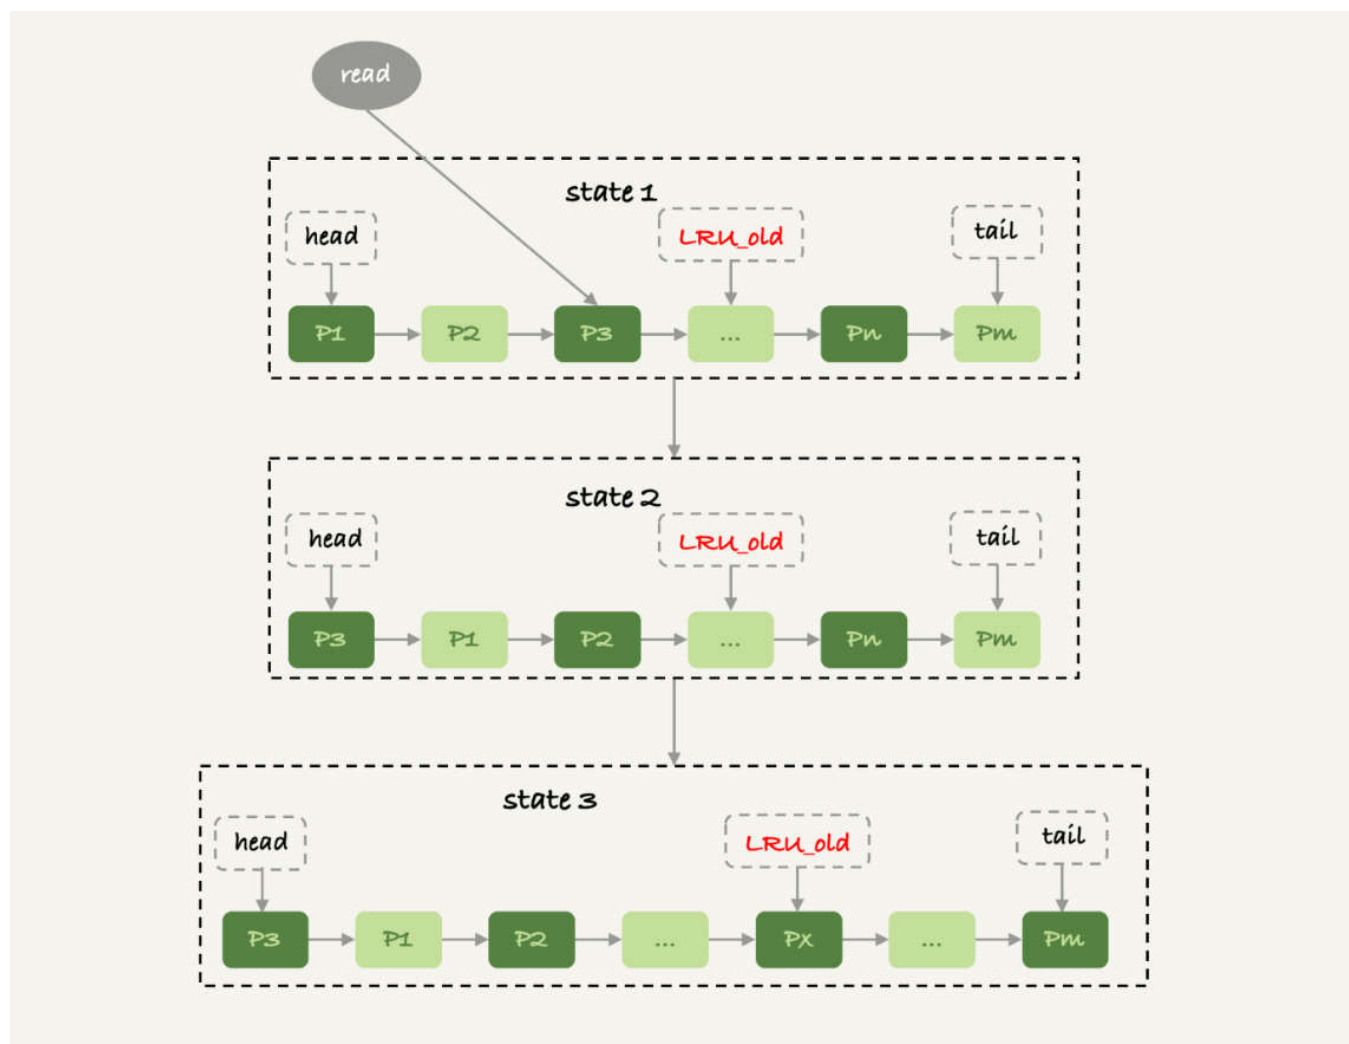 read
state 1
head
LRU_old
tail
P1
P2
P3
...
Pn
Pm
state 2
head
LRU_old
tail
P3
P1
P2
...
Pn
Pm
state 3
head
LRU_old
tail
P3
P1
P2
...
Px
...
Pm